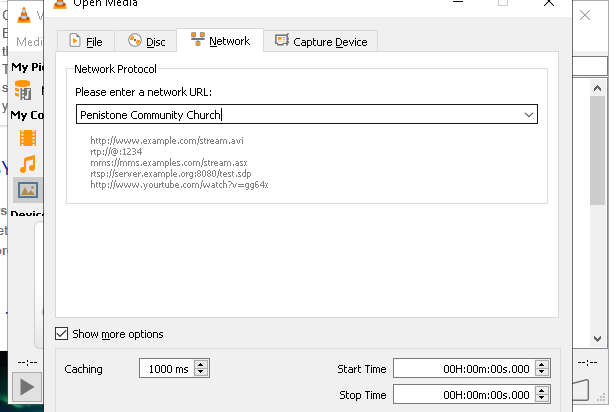 Open Media
Medi
My Pi
My Co
Device
File
Disc
Network
Capture Device
Network Protocol
Please enter a network URL:
Penistone Community Church
http://www.example.com/stream.avi
rtp://@:1234
mms://mms.examples.com/stream.asx
rtsp://server.example.org:8080/test.sdp
http://www.yourtube.com/watch?v=gg64x
Show more options
Caching
1000 ms
Start Time
00H:00m:00s.000
Stop Time
00H:00m:00s.000
--:--
--:--